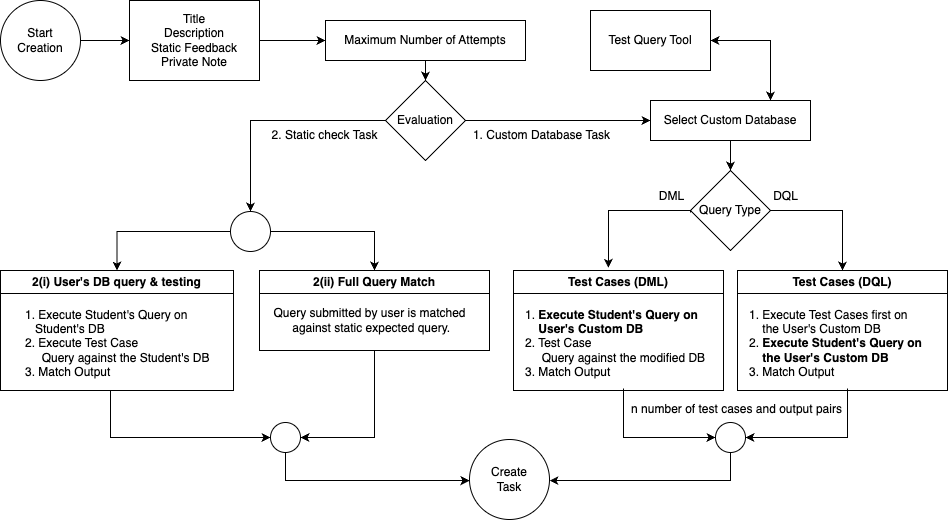 Start
Creation
Title
Description
Static Feedback
Private Note
Maximum Number of Attempts
Test Query Tool
Evaluation
Select Custom Database
2. Static check Task
1. Custom Database Task
DML
DQL
Query Type
2(i) User's DB query & testing
1. Execute Student's Query on
Student's DB
2. Execute Test Case
Query against the Student's DB
3. Match Output
2(ii) Full Query Match
Query submitted by user is matched
against static expected query.
Test Cases (DML)
1. Execute Student's Query on
User's Custom DB
2. Test Case
Query against the modified DB
3. Match Output
Test Cases (DQL)
1. Execute Test Cases first on
the User's Custom DB
2. Execute Student's Query on
the User's Custom DB
3. Match Output
n number of test cases and output pairs
Create
Task